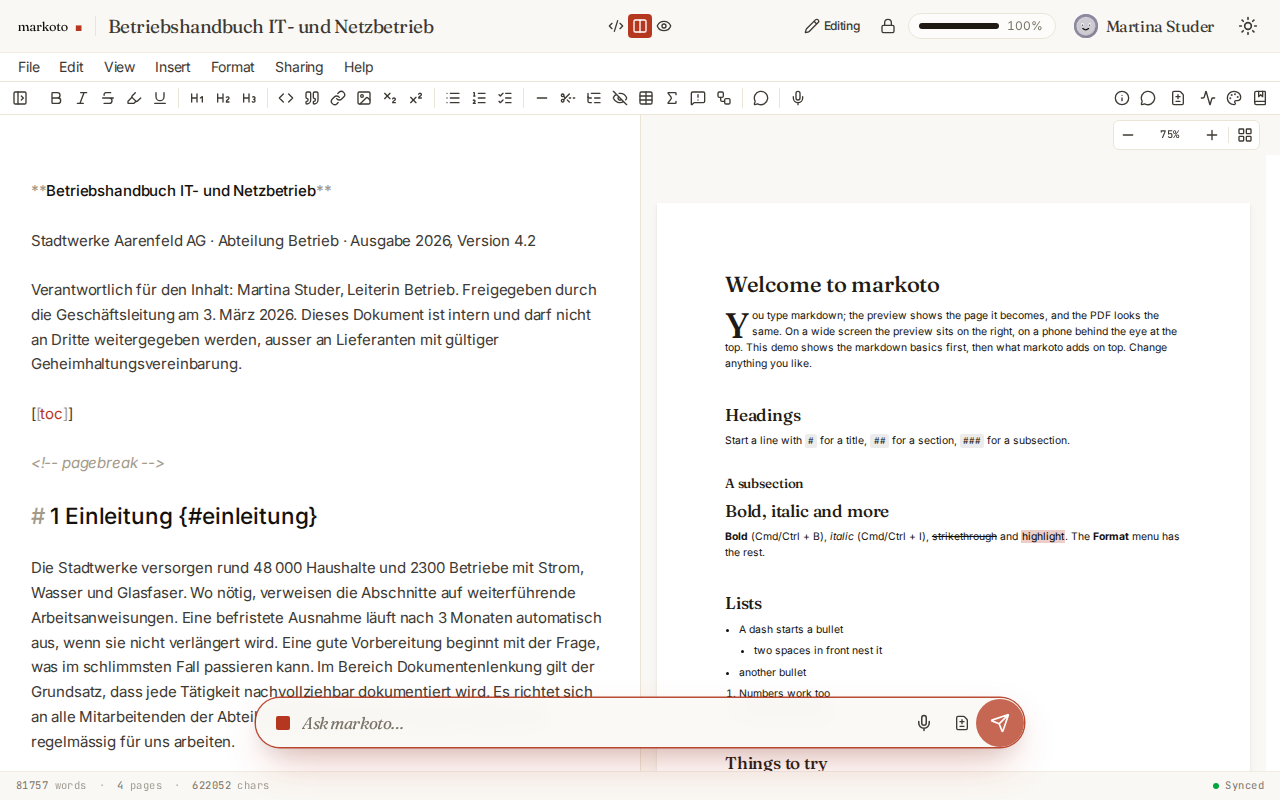 markoto
Betriebshandbuch IT- und Netzbetrieb
Editing
100%
Martina Studer
File Edit View Insert Format Sharing Help
B I S U H1 H2 H3 X2 X²
75%
**Betriebshandbuch IT- und Netzbetrieb**
Stadtwerke Aarenfeld AG · Abteilung Betrieb · Ausgabe 2026, Version 4.2
Verantwortlich für den Inhalt: Martina Studer, Leiterin Betrieb. Freigegeben durch
die Geschäftsleitung am 3. März 2026. Dieses Dokument ist intern und darf nicht
an Dritte weitergegeben werden, ausser an Lieferanten mit gültiger
Geheimhaltungsvereinbarung.
[[toc]]
<!-- pagebreak -->
# 1 Einleitung {#einleitung}
Die Stadtwerke versorgen rund 48 000 Haushalte und 2300 Betriebe mit Strom,
Wasser und Glasfaser. Wo nötig, verweisen die Abschnitte auf weiterführende
Arbeitsanweisungen. Eine befristete Ausnahme läuft nach 3 Monaten automatisch
aus, wenn sie nicht verlängert wird. Eine gute Vorbereitung beginnt mit der Frage,
was im schlimmsten Fall passieren kann. Im Bereich Dokumentenlenkung gilt der
Grundsatz, dass jede Tätigkeit nachvollziehbar dokumentiert wird. Es richtet sich
an alle Mitarbeitenden der
regelmässig für uns arbeiten.
Welcome to markoto
You type markdown; the preview shows the page it becomes, and the PDF looks the
same. On a wide screen the preview sits on the right, on a phone behind the eye at the
top. This demo shows the markdown basics first, then what markoto adds on top. Change
anything you like.
Headings
Start a line with # for a title, ## for a section, ### for a subsection.
A subsection
Bold, italic and more
Bold (Cmd/Ctrl + B), italic (Cmd/Ctrl + I), strikethrough and highlight. The Format menu has
the rest.
Lists
• A dash starts a bullet
• two spaces in front nest it
• another bullet
1. Numbers work too
Things to try
Ask markoto...
81757 words · 4 pages · 622052 chars
Synced